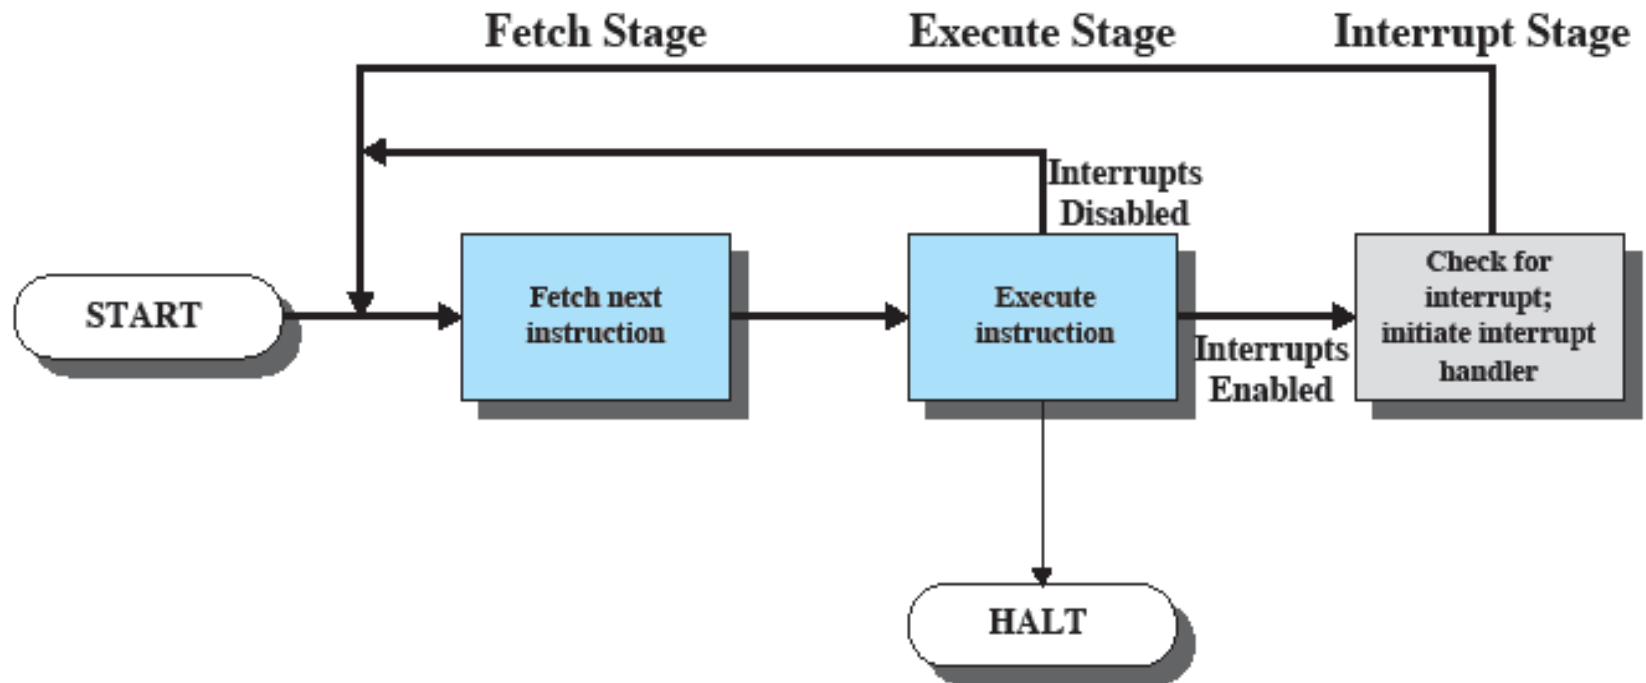 Fetch Stage
Execute Stage
Interrupt Stage
Interrupts
Disabled
START
Fetch next
instruction
Execute
instruction
Interrupts
Enabled
Check for
interrupt;
initiate interrupt
handler
HALT